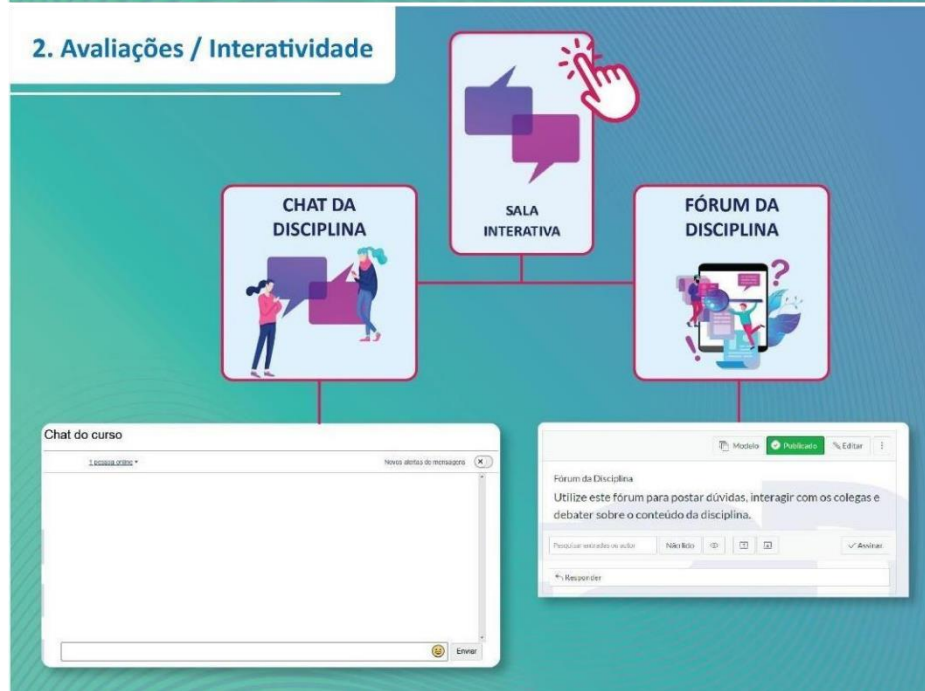 2. Avaliações / Interatividade
SALA
INTERATIVA
CHAT DA
DISCIPLINA
FÓRUM DA
DISCIPLINA
Chat do curso
1 pessoa online
Novos alertas de mensagens
Enviar
Modelo
Publicado
Editar
Fórum da Disciplina
Utilize este fórum para postar dúvidas, interagir com os colegas e
debater sobre o conteúdo da disciplina.
Pesquisar entradas ou autor
Não lido
Assinar
Responder